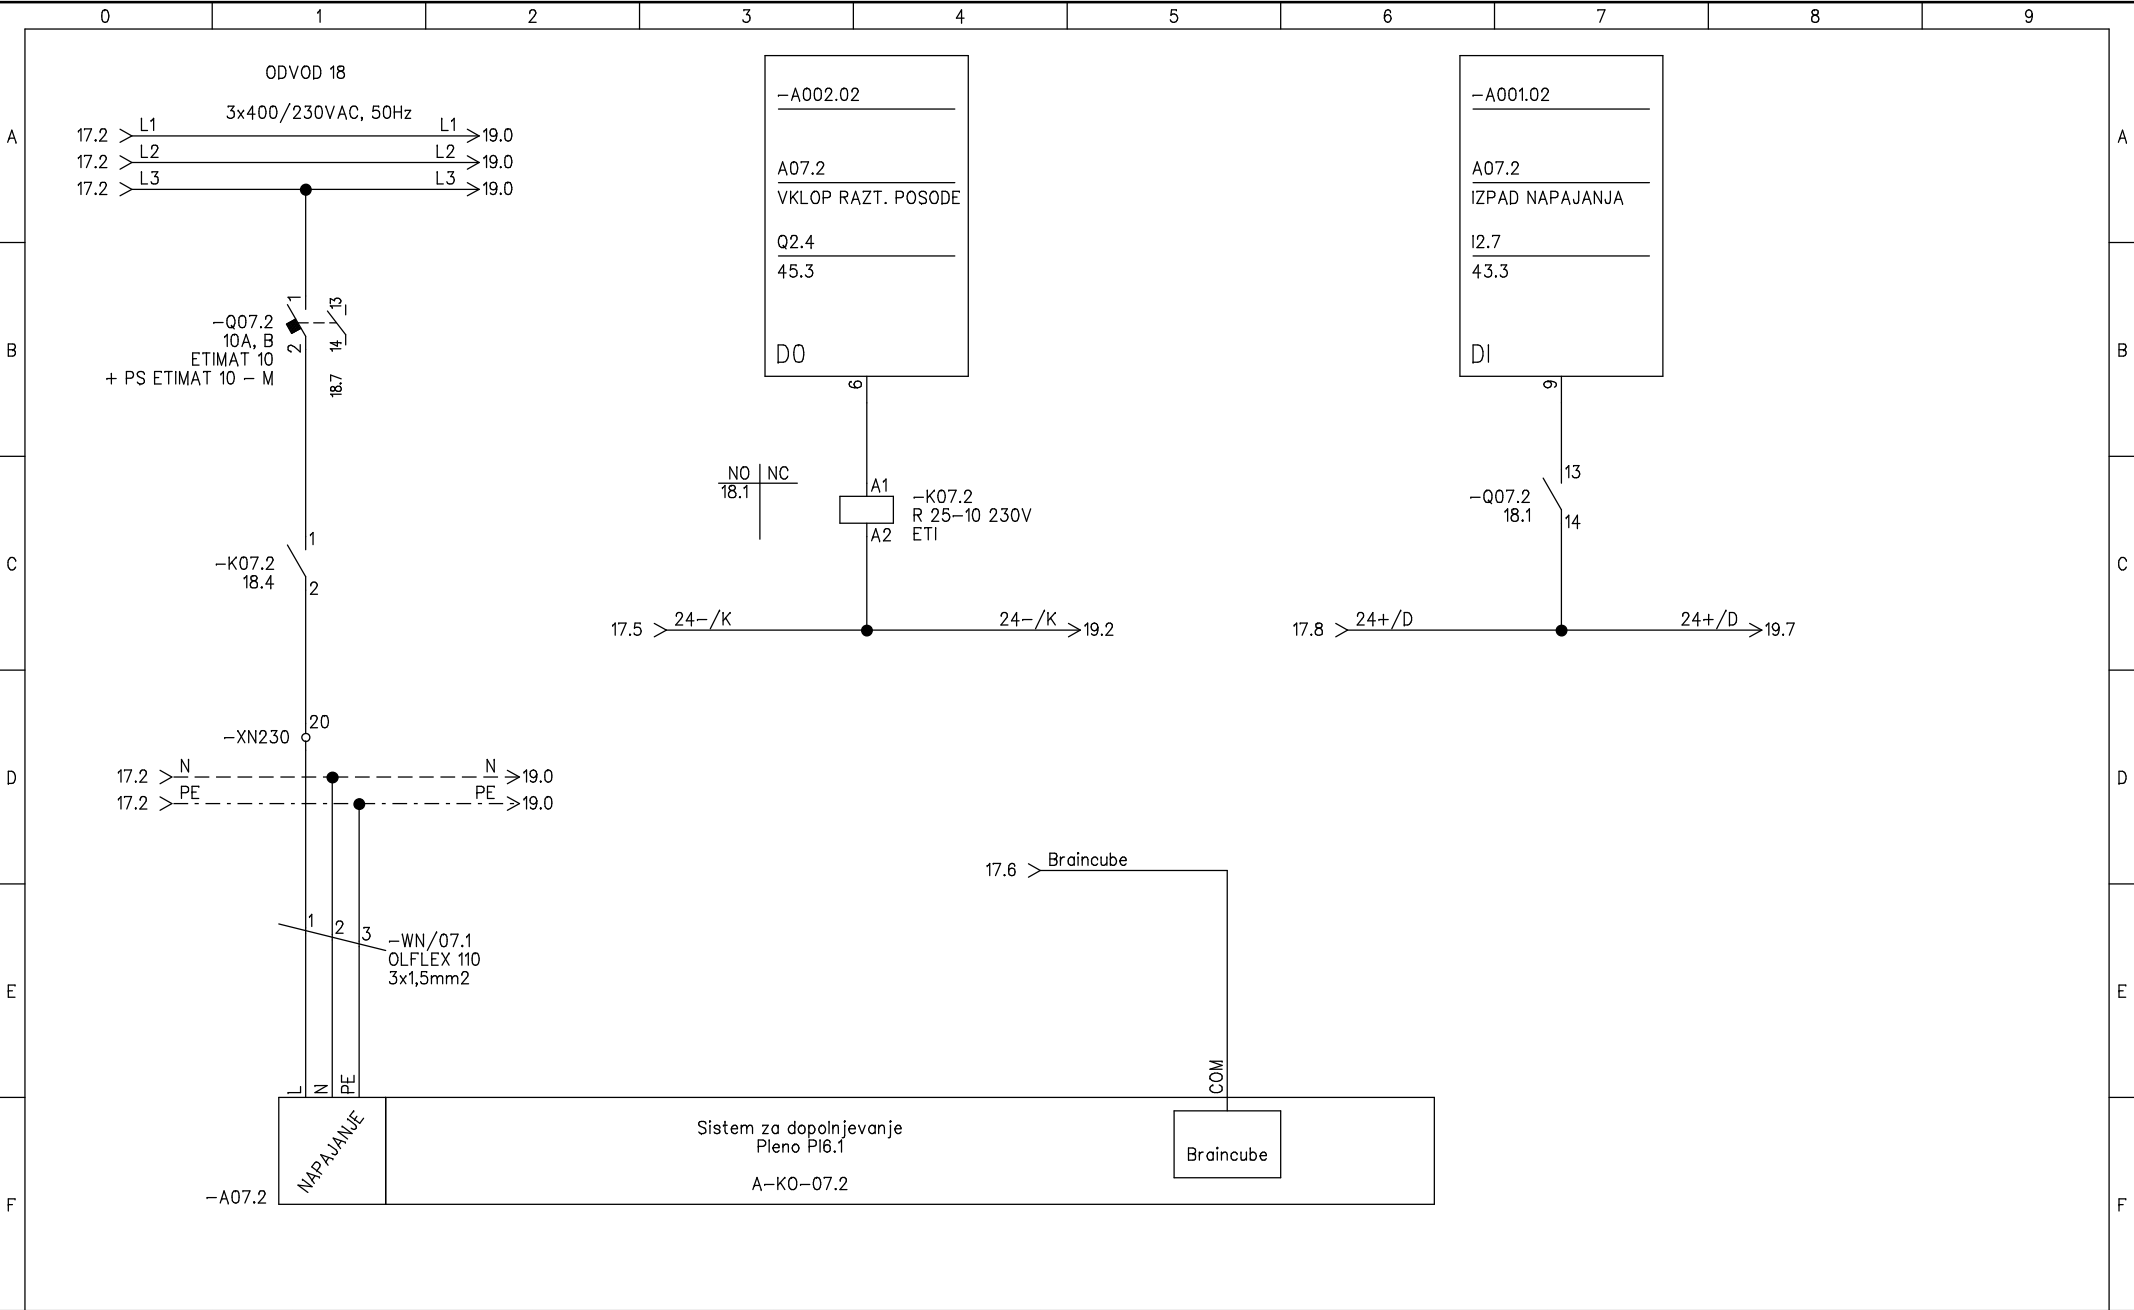 0 1 2 3 4 5 6 7 8 9
ODVOD 18
3x400/230VAC, 50Hz
17.2 L1 L1 19.0
17.2 L2 L2 19.0
17.2 L3 L3 19.0
A A
-A002.02
A07.2
VKLOP RAZT. POSODE
Q2.4
45.3
DO
6
-A001.02
A07.2
IZPAD NAPAJANJA
I2.7
43.3
DI
9
B B
1 13
-Q07.2
10A, B
ETIMAT 10
+ PS ETIMAT 10 - M
2 14
18.7
NO NC
18.1
A1
A2
-K07.2
R 25-10 230V
ETI
13
-Q07.2
18.1
14
C C
1
-K07.2
18.4
2
17.5 24-/K 24-/K 19.2
17.8 24+/D 24+/D 19.7
20
-XN230
D D
17.2 N N 19.0
17.2 PE PE 19.0
17.6 Braincube
1 2 3
-WN/07.1
OLFLEX 110
3x1,5mm2
E E
L N PE
COM
NAPAJANJE
-A07.2
Sistem za dopolnjevanje
Pleno PI6.1
A-KO-07.2
Braincube
F F